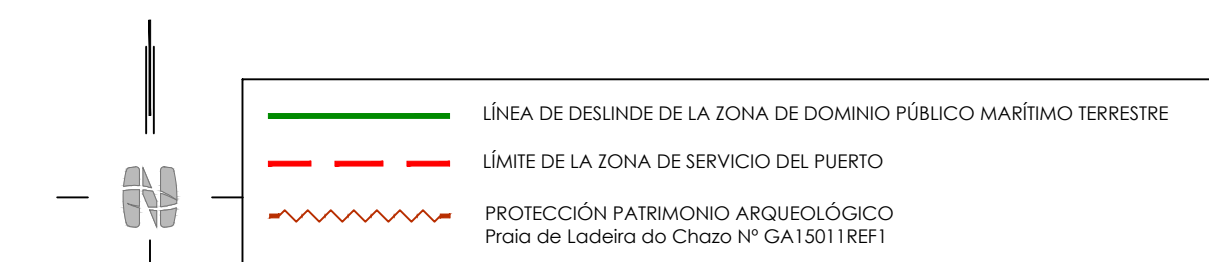 LÍNEA DE DESLINDE DE LA ZONA DE DOMINIO PÚBLICO MARÍTIMO TERRESTRE
LÍMITE DE LA ZONA DE SERVICIO DEL PUERTO
N
PROTECCIÓN PATRIMONIO ARQUEOLÓGICO
Praia de Ladeira do Chazo Nº GA15011REF1